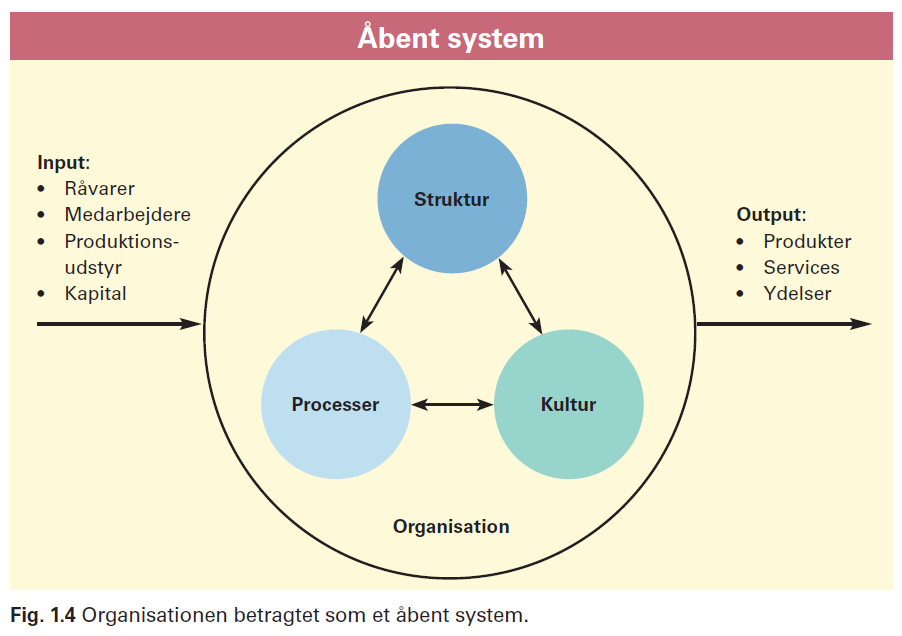 Åbent system
Input:
• Råvarer
• Medarbejdere
• Produktions-
udstyr
• Kapital
Struktur
Output:
• Produkter
• Services
• Ydelser
Processer
Kultur
Organisation
Fig. 1.4 Organisationen betragtet som et åbent system.